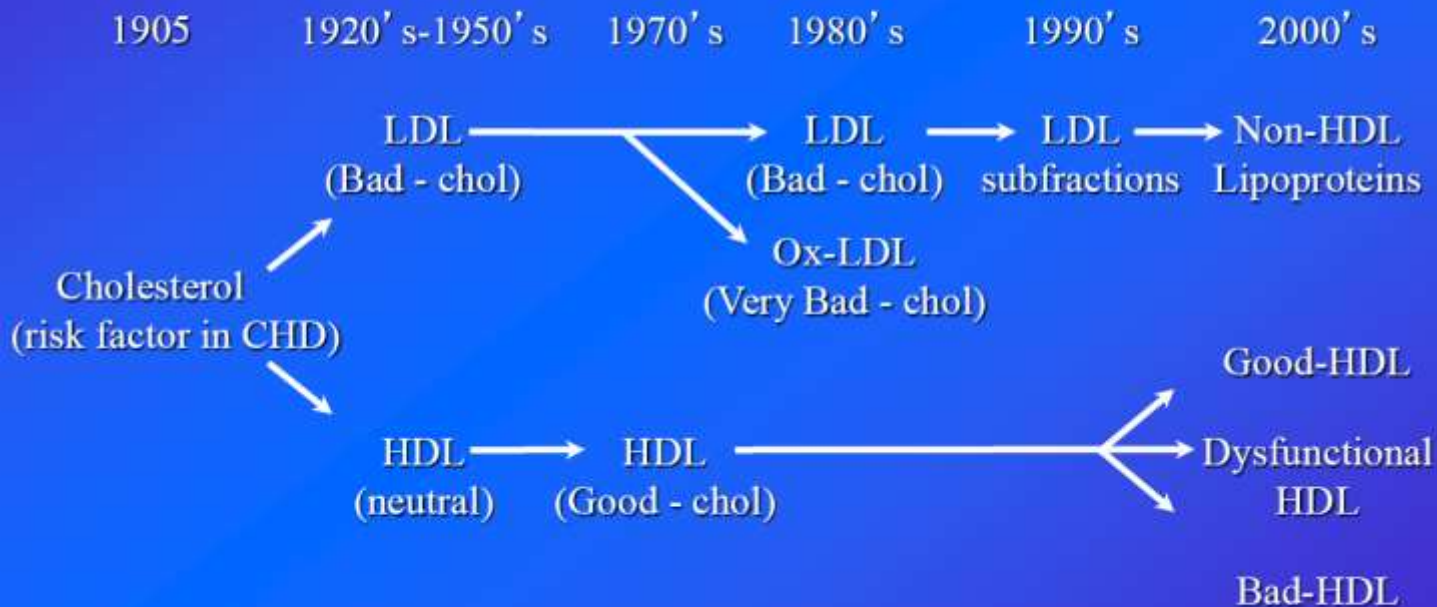 1905 1920's-1950's 1970's 1980's 1990's 2000's
LDL LDL LDL Non-HDL
(Bad - chol) (Bad - chol) subfractions Lipoproteins
Ox-LDL
(Very Bad - chol)
Cholesterol
(risk factor in CHD)
Good-HDL
HDL HDL Dysfunctional
(neutral) (Good - chol) HDL
Bad-HDL